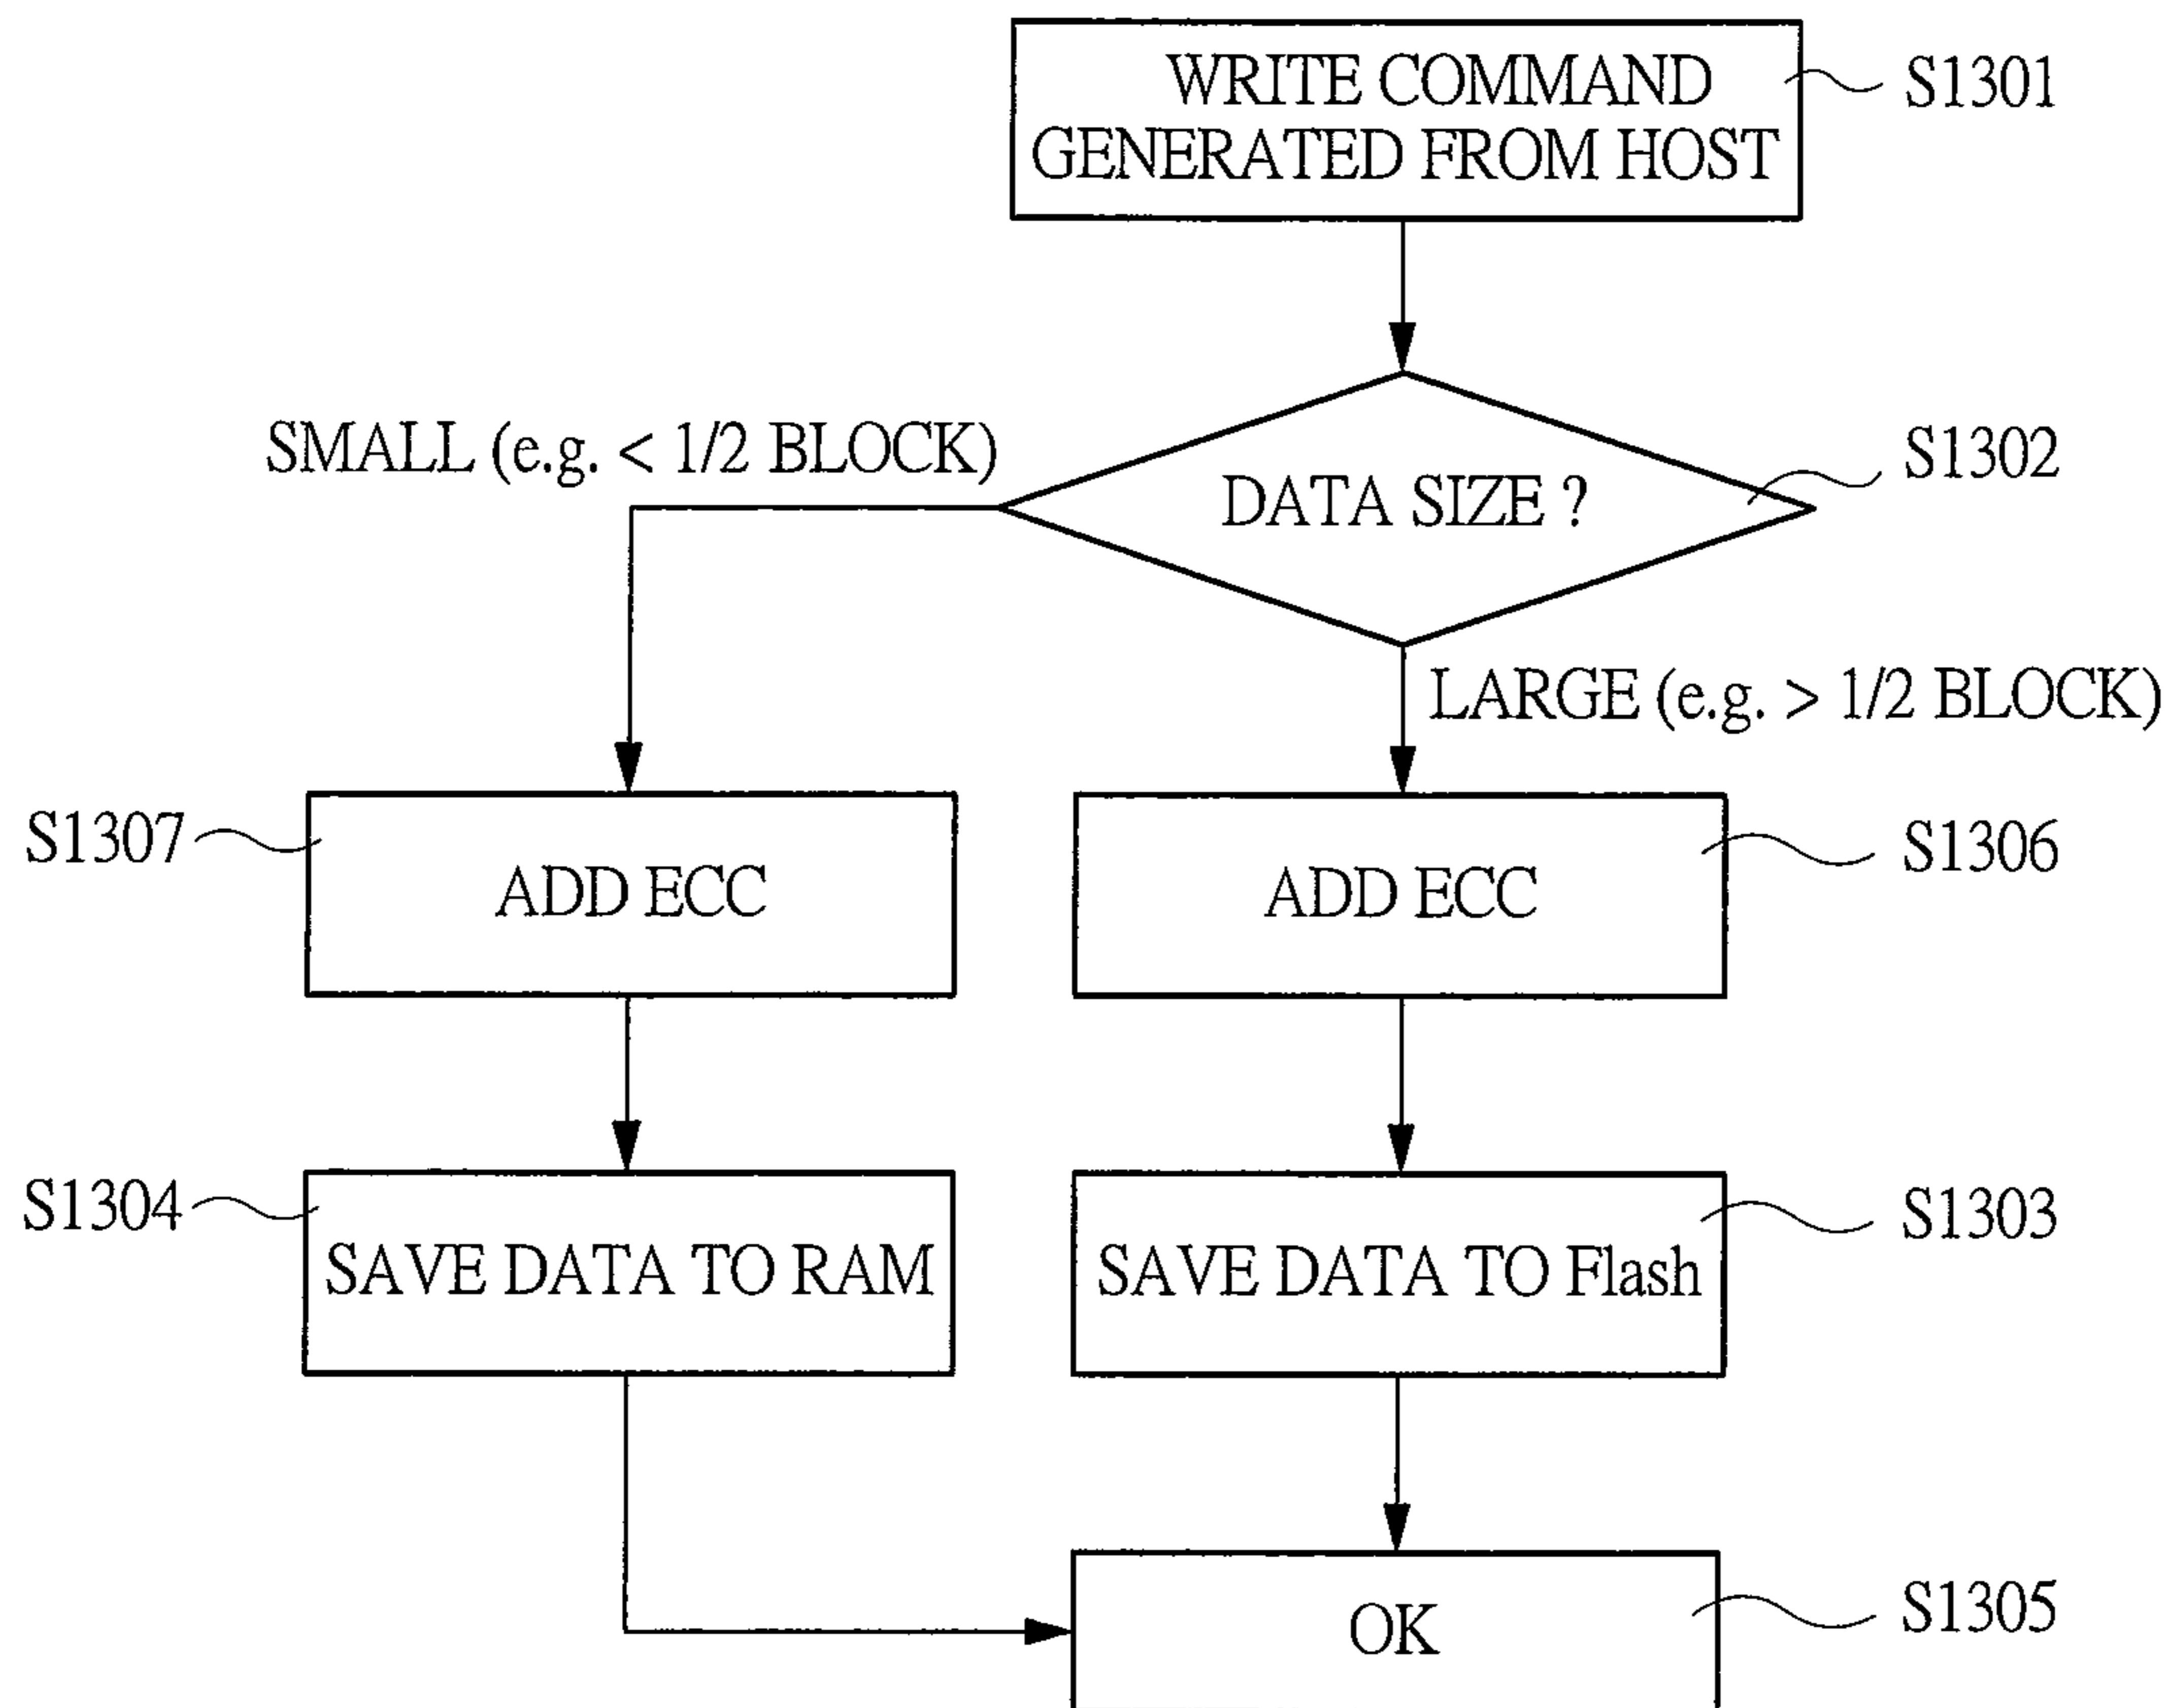 WRITE COMMAND
GENERATED FROM HOST
S1301
SMALL (e.g. < 1/2 BLOCK)
DATA SIZE ?
S1302
LARGE (e.g. > 1/2 BLOCK)
S1307
ADD ECC
ADD ECC
S1306
S1304
SAVE DATA TO RAM
SAVE DATA TO Flash
S1303
OK
S1305